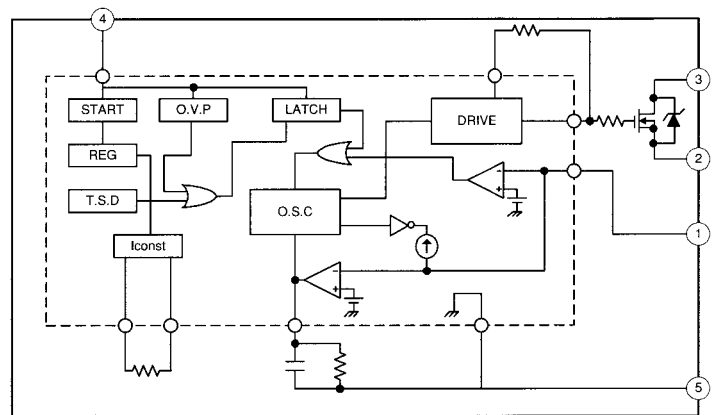 4
START
O.V.P
LATCH
DRIVE
3
REG
2
T.S.D
O.S.C
1
Iconst
5